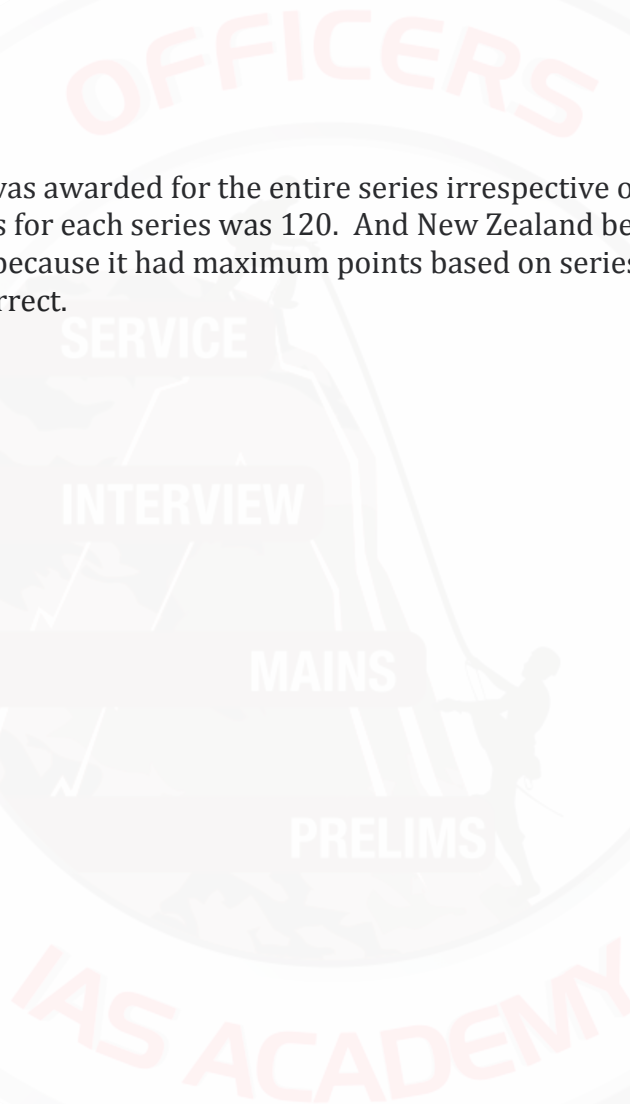 OFFICERS
was awarded for the entire series irrespective o
s for each series was 120.  And New Zealand be
because it had maximum points based on series
rrect.
SERVICE
INTERVIEW
MAINS
PRELIMS
IAS ACADEMY